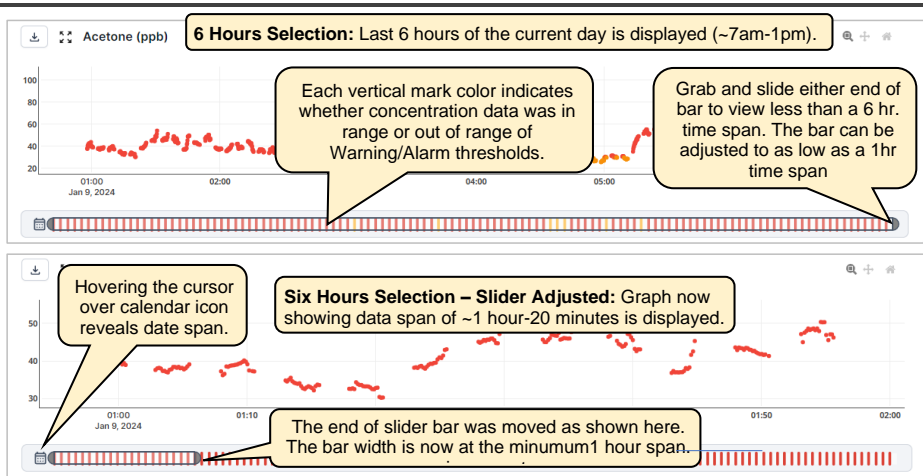 Acetone (ppb)
6 Hours Selection: Last 6 hours of the current day is displayed (~7am-1pm).
Each vertical mark color indicates
whether concentration data was in
range or out of range of
Warning/Alarm thresholds.
Grab and slide either end of
bar to view less than a 6 hr.
time span. The bar can be
adjusted to as low as a 1hr
time span
100
80
60
40
20
01:00
02:00
04:00
05:00
Jan 9, 2024
Hovering the cursor
over calendar icon
reveals date span.
Six Hours Selection – Slider Adjusted: Graph now
showing data span of ~1 hour-20 minutes is displayed.
50
40
30
01:00
01:10
01:50
02:00
Jan 9, 2024
The end of slider bar was moved as shown here.
The bar width is now at the minumum1 hour span.